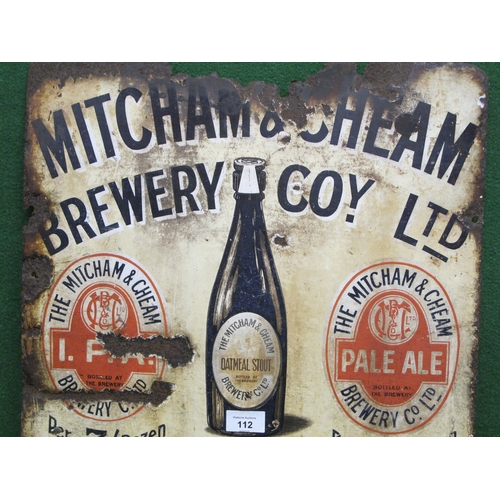 MITCHAM & CHEAM
BREWERY COY. LTD
THE MITCHAM & CHEAM
I. P. A.
BOTTLED AT
THE BREWERY
BREWERY CO LTD
THE MITCHAM & CHEAM
OATMEAL STOUT
BREWERY CO LTD
THE MITCHAM & CHEAM
PALE ALE
BOTTLED AT
THE BREWERY
BREWERY CO LTD
112